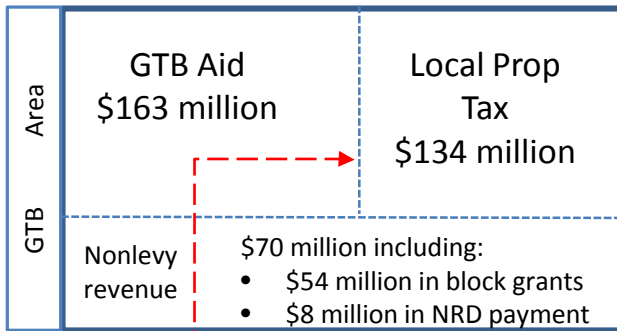 GTB Area
GTB Aid
$163 million
Local Prop
Tax
$134 million
Nonlevy
revenue
$70 million including:
• $54 million in block grants
• $8 million in NRD payment